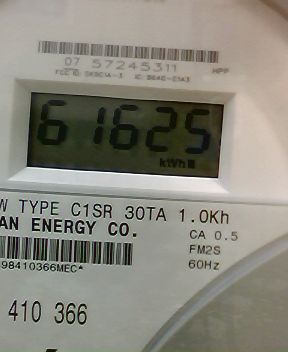 07 57245311
HPP
61625
kWh
W TYPE C1SR 30TA 1.0Kh
AN ENERGY CO.
CA 0.5
FM2S
60Hz
98410366MEC*
410 366